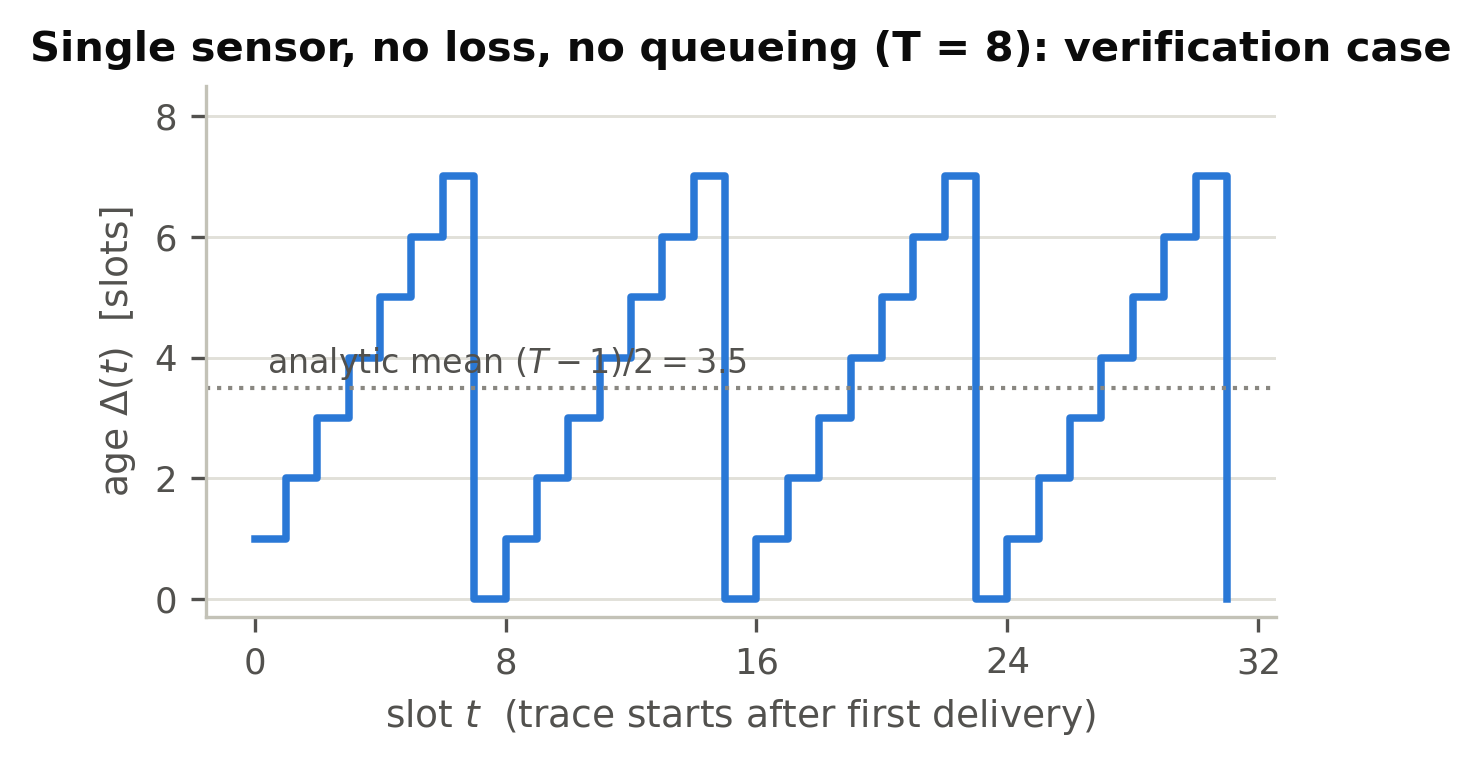 Single sensor, no loss, no queueing (T = 8): verification case
8
6
4
2
0
age Δ(t) [slots]
analytic mean (T − 1)/2 = 3.5
0 8 16 24 32
slot t (trace starts after first delivery)